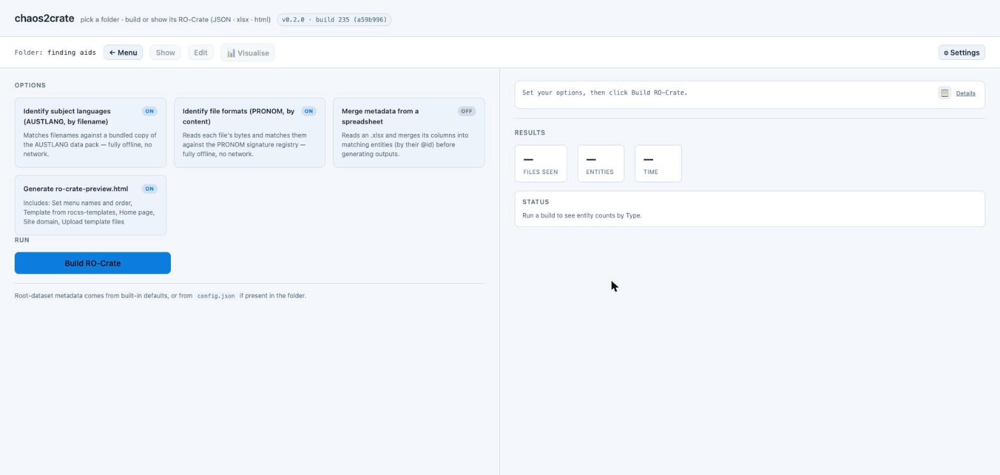 chaos2crate pick a folder · build or show its RO-Crate (JSON · xlsx · html) v0.2.0 · build 235 (a59b996)
Folder: finding aids ← Menu Show Edit Visualise Settings
OPTIONS
Identify subject languages (AUSTLANG, by filename) ON
Matches filenames against a bundled copy of
the AUSTLANG data pack — fully offline, no
network.
Identify file formats (PRONOM, by content) ON
Reads each file's bytes and matches them
against the PRONOM signature registry —
fully offline, no network.
Merge metadata from a spreadsheet OFF
Reads an .xlsx and merges its columns into
matching entities (by their @id) before
generating outputs.
Generate ro-crate-preview.html ON
Includes: Set menu names and order,
Template from rocss-templates, Home page,
Site domain, Upload template files
RUN
Build RO-Crate
Root-dataset metadata comes from built-in defaults, or from config.json if present in the folder.
Set your options, then click Build RO-Crate. Details
RESULTS
— — —
FILES SEEN ENTITIES TIME
STATUS
Run a build to see entity counts by Type.